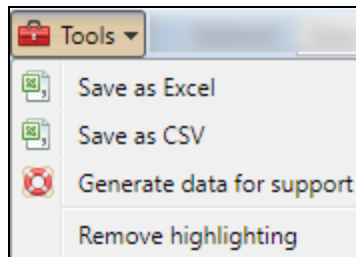 Tools
Save as Excel
Save as CSV
Generate data for support
Remove highlighting